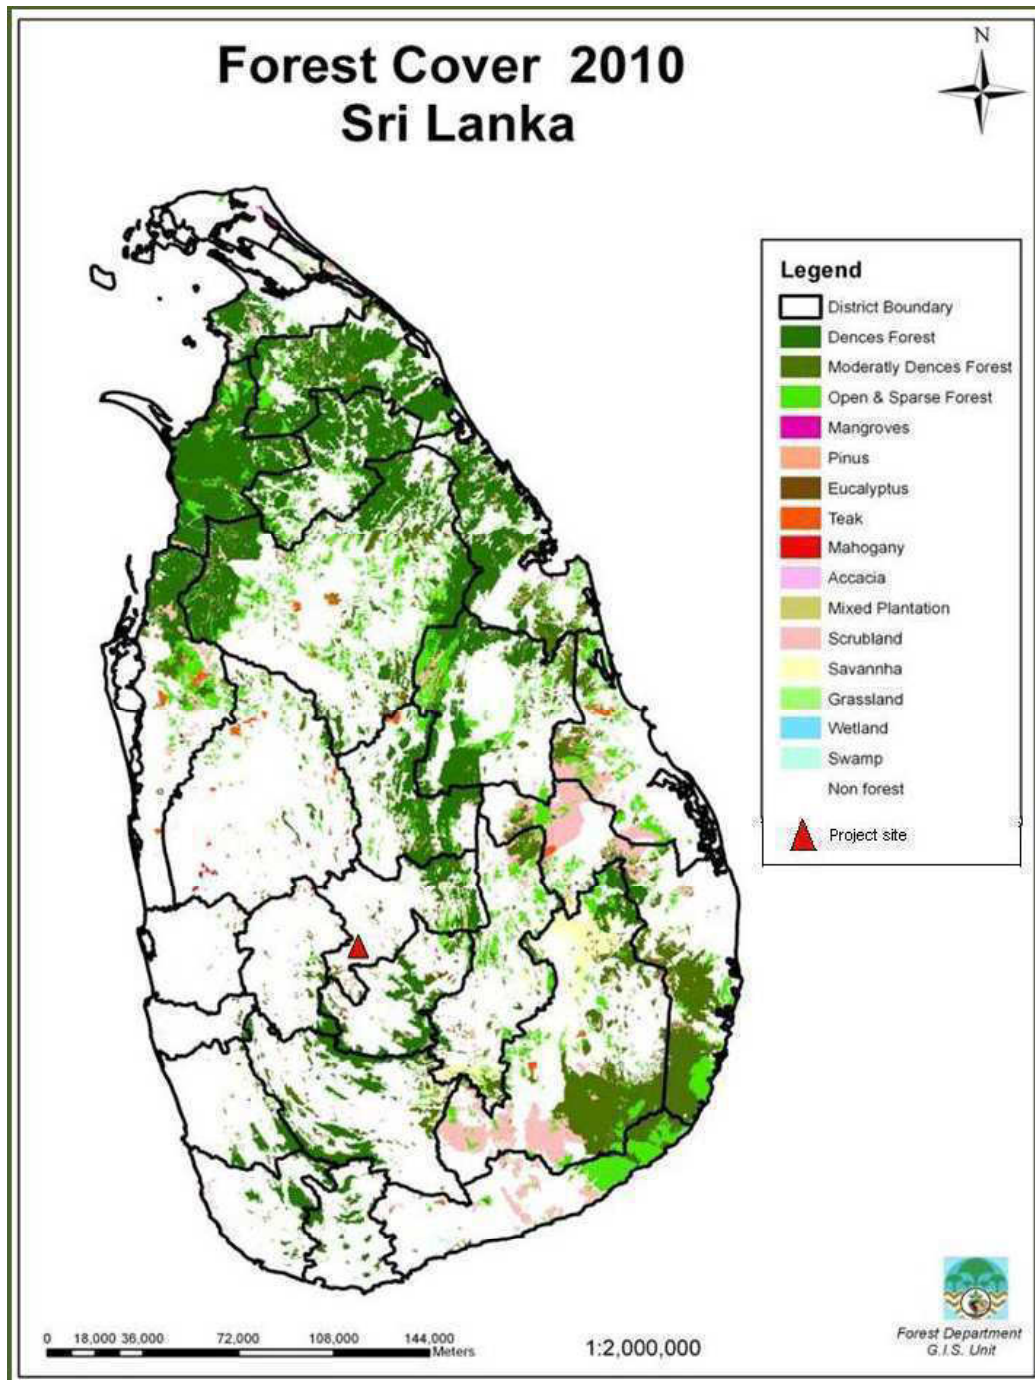 Forest Cover 2010
Sri Lanka
N
Legend
District Boundary
Dences Forest
Moderatly Dences Forest
Open & Sparse Forest
Mangroves
Pinus
Eucalyptus
Teak
Mahogany
Accacia
Mixed Plantation
Scrubland
Savannha
Grassland
Wetland
Swamp
Non forest
Project site
0 18,000 36,000 72,000 108,000 144,000
Meters
1:2,000,000
Forest Department
G.I.S. Unit